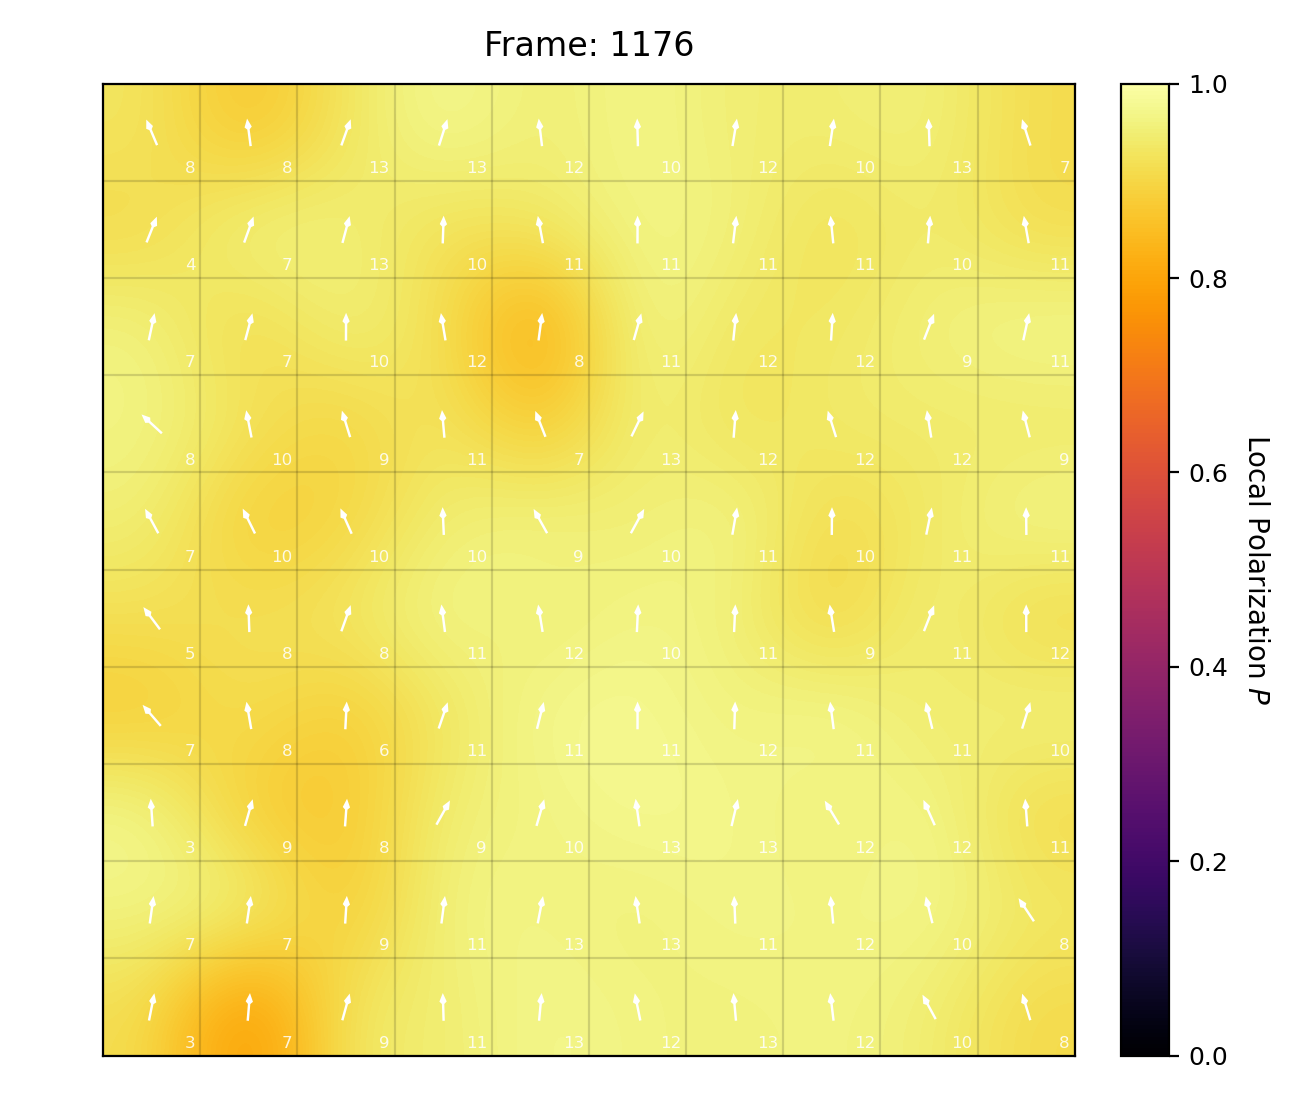 Frame: 1176
8 8 13 13 12 10 12 10 13 7
4 7 13 10 11 11 11 11 10 11
7 7 10 12 8 11 12 12 9 11
8 10 9 11 7 13 12 12 12 9
7 10 10 10 9 10 11 10 11 11
5 8 8 11 12 10 11 9 11 12
7 8 6 11 11 11 12 11 11 10
3 9 8 9 10 13 13 12 12 11
7 7 9 11 13 13 11 12 10 8
3 7 9 11 13 12 13 12 10 8
1.0
0.8
0.6
0.4
0.2
0.0
Local Polarization P